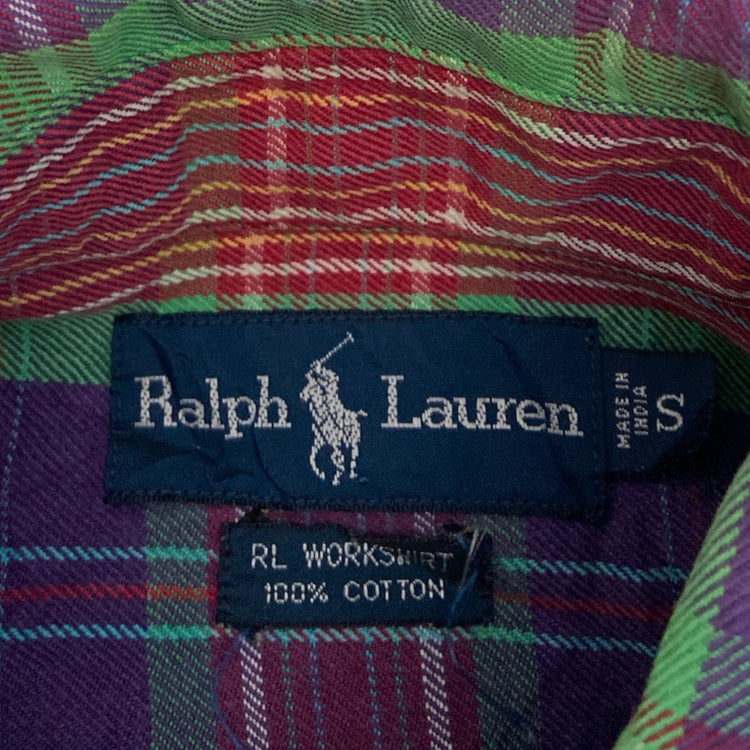 Ralph Lauren
MADE IN
INDIA
S
RL WORKSHIRT
100% COTTON